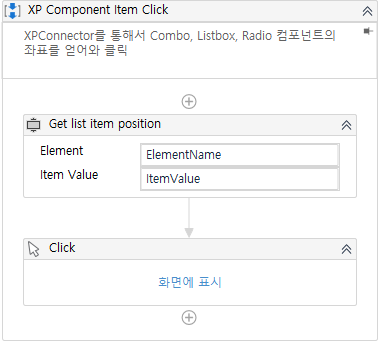 XP Component Item Click
XPConnector를 통해서 Combo, Listbox, Radio 컴포넌트의
좌표를 얻어와 클릭
Get list item position
Element
ElementName
Item Value
ItemValue
Click
화면에 표시